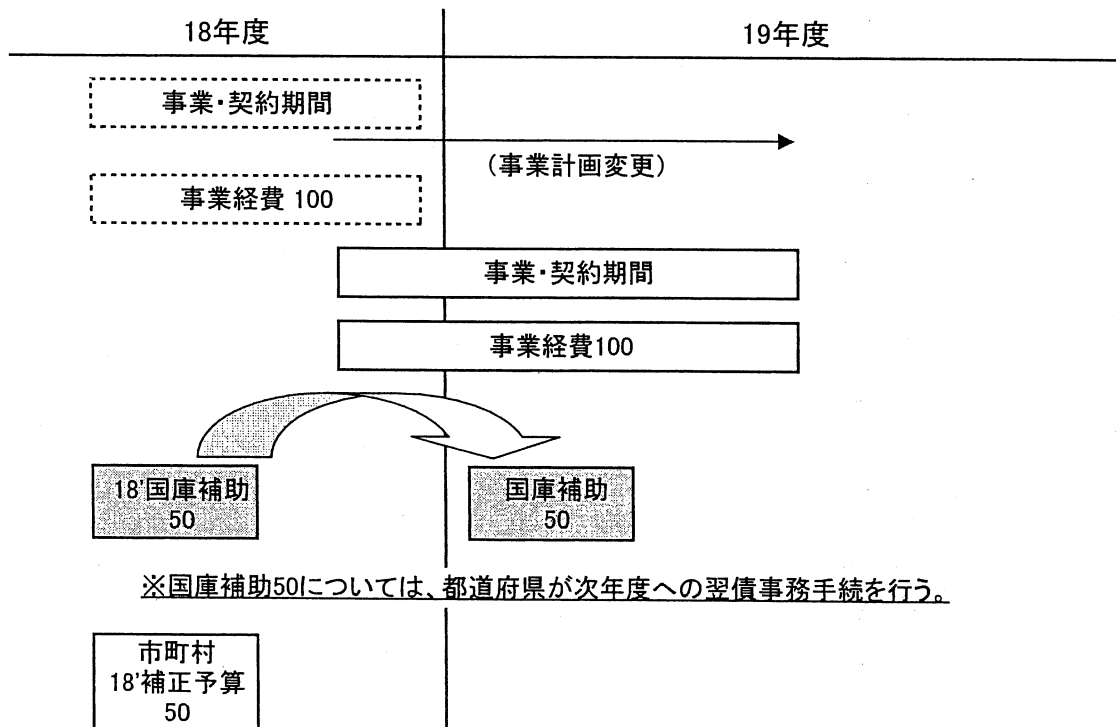 18年度
19年度
事業・契約期間
(事業計画変更)
事業経費 100
事業・契約期間
事業経費100
18'国庫補助
50
国庫補助
50
※国庫補助50については、都道府県が次年度への翌債事務手続を行う。
市町村
18'補正予算
50